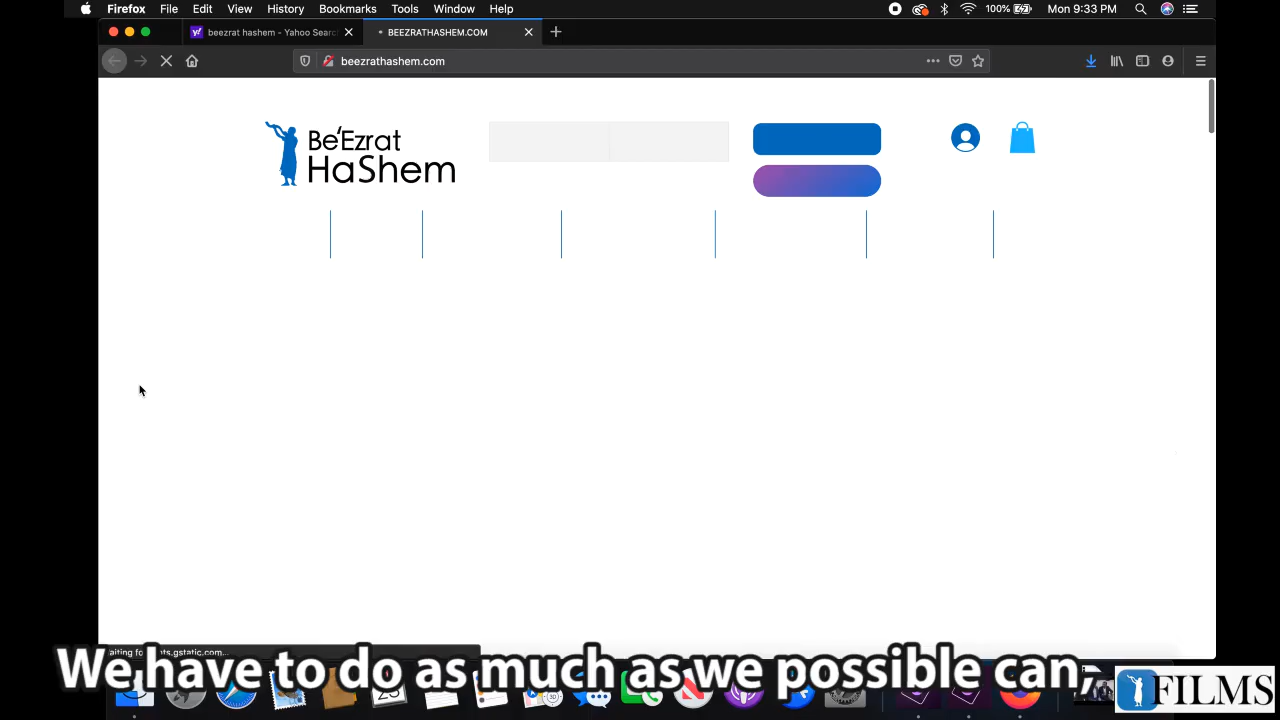 Firefox File Edit View History Bookmarks Tools Window Help 100% Mon 9:33 PM
beezrat hashem - Yahoo Searc BEEZRATHASHEM.COM
beezrathashem.com
Be'Ezrat
HaShem
We have to do as much as we possible can,
FILMS